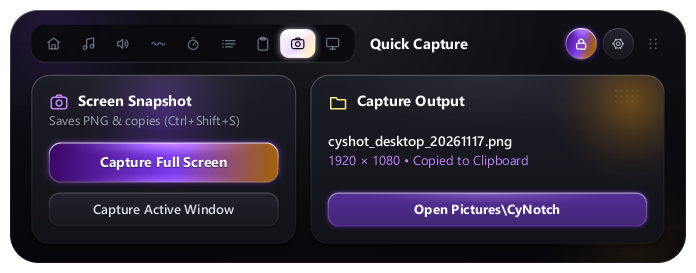 Quick Capture
Screen Snapshot
Saves PNG & copies (Ctrl+Shift+S)
Capture Full Screen
Capture Active Window
Capture Output
cyshot_desktop_20261117.png
1920 × 1080 • Copied to Clipboard
Open Pictures\CyNotch